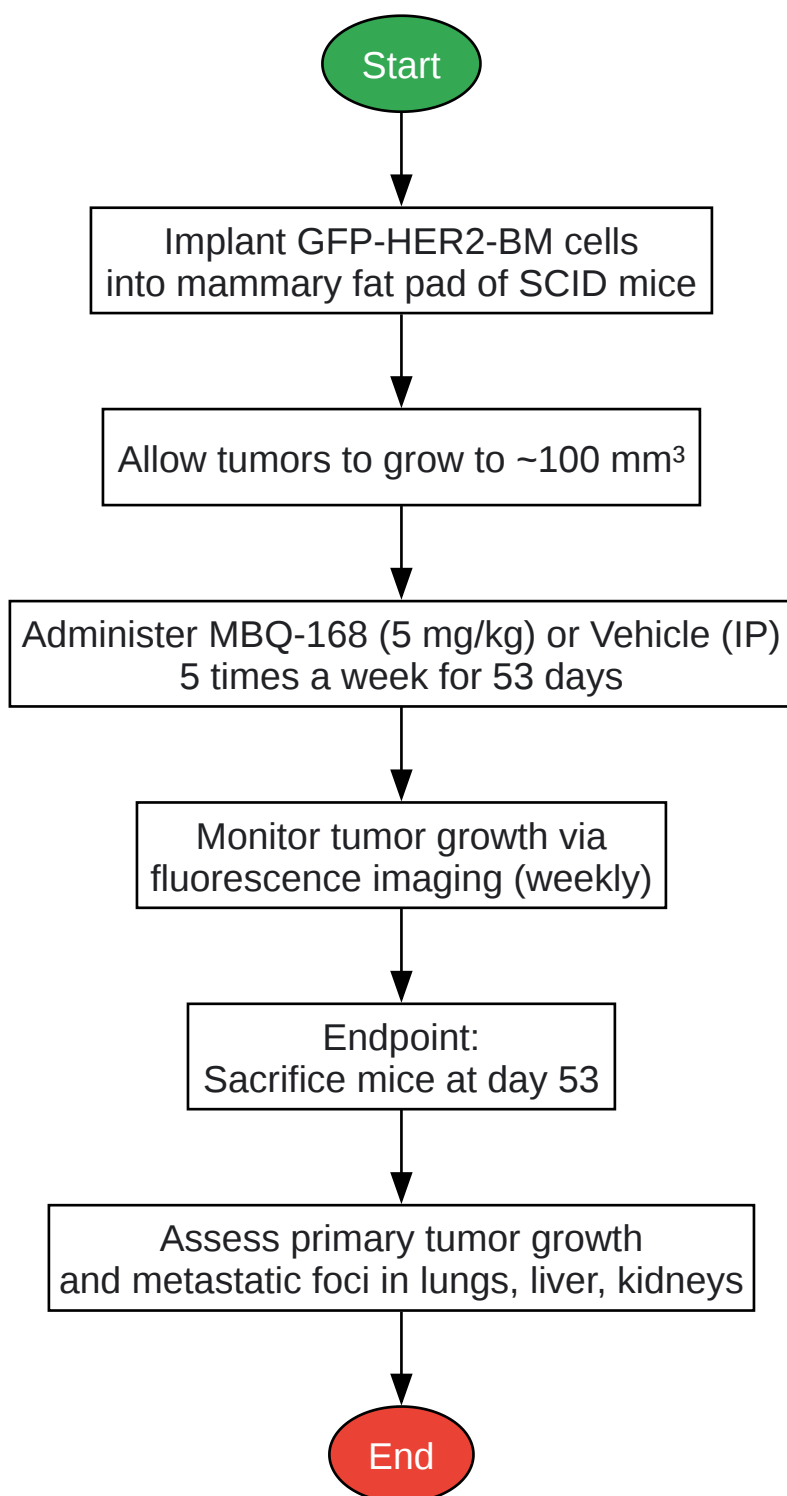 Start
Implant GFP-HER2-BM cells
into mammary fat pad of SCID mice
Allow tumors to grow to ~100 mm³
Administer MBQ-168 (5 mg/kg) or Vehicle (IP)
5 times a week for 53 days
Monitor tumor growth via
fluorescence imaging (weekly)
Endpoint:
Sacrifice mice at day 53
Assess primary tumor growth
and metastatic foci in lungs, liver, kidneys
End